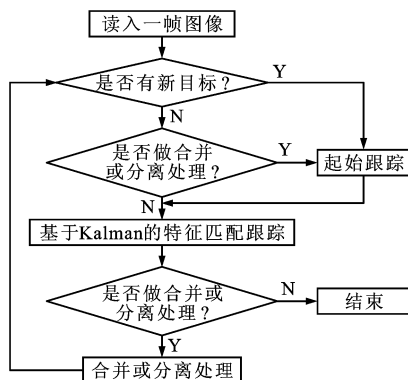 读入一帧图像
是否有新目标?
Y
N
是否做合并
或分离处理?
Y
起始跟踪
N
基于Kalman的特征匹配跟踪
是否做合并或
分离处理?
N
结束
Y
合并或分离处理